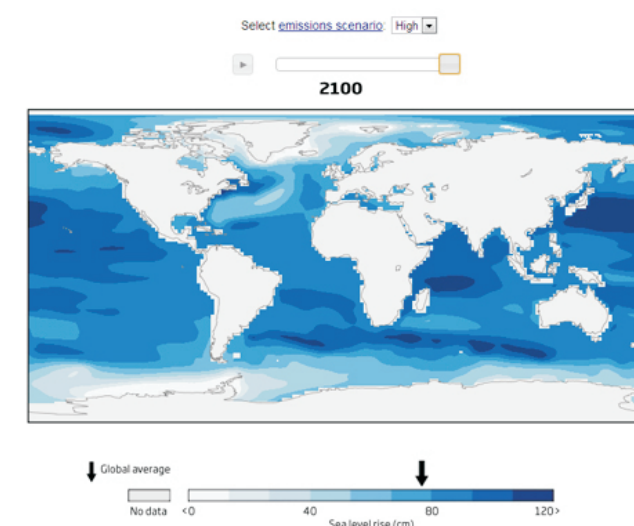 Select emissions scenario: High
2100
Global average
No data <0 40 80 120>
Sea level rise (cm)